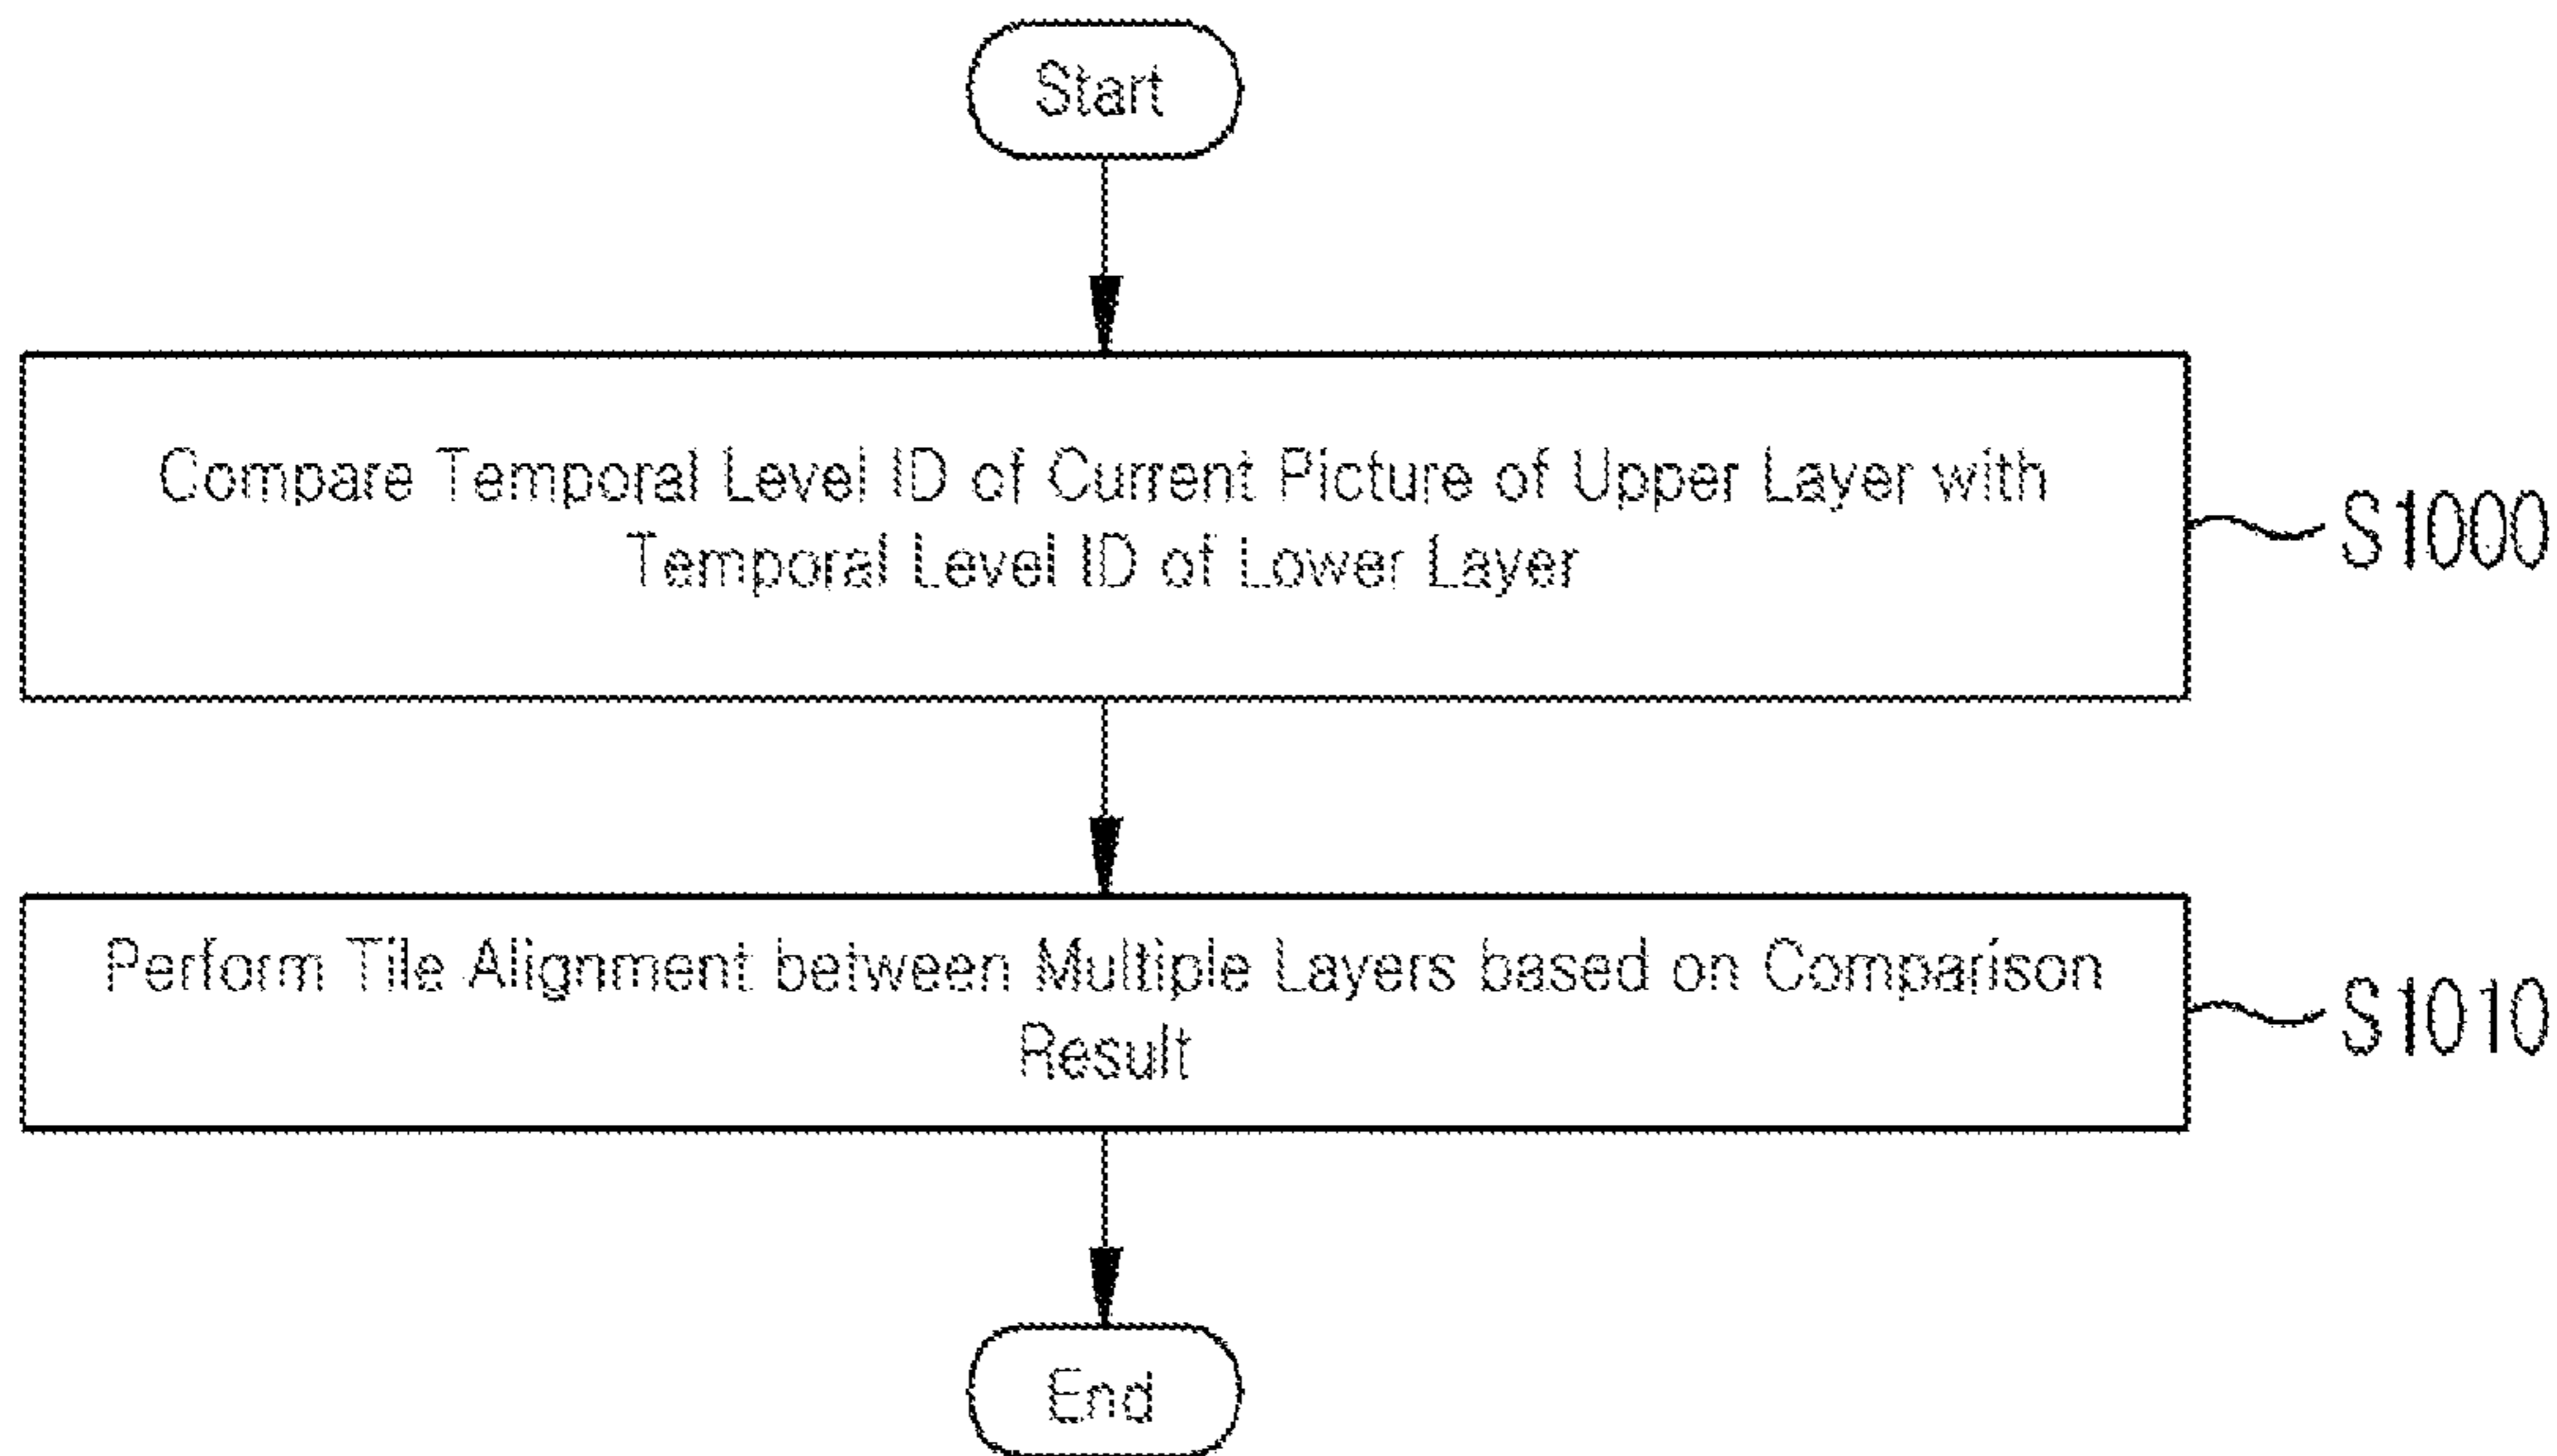 Start
Compare Temporal Level ID of Current Picture of Upper Layer with
Temporal Level ID of Lower Layer
S1000
Perform Tile Alignment between Multiple Layers based on Comparison
Result
S1010
End